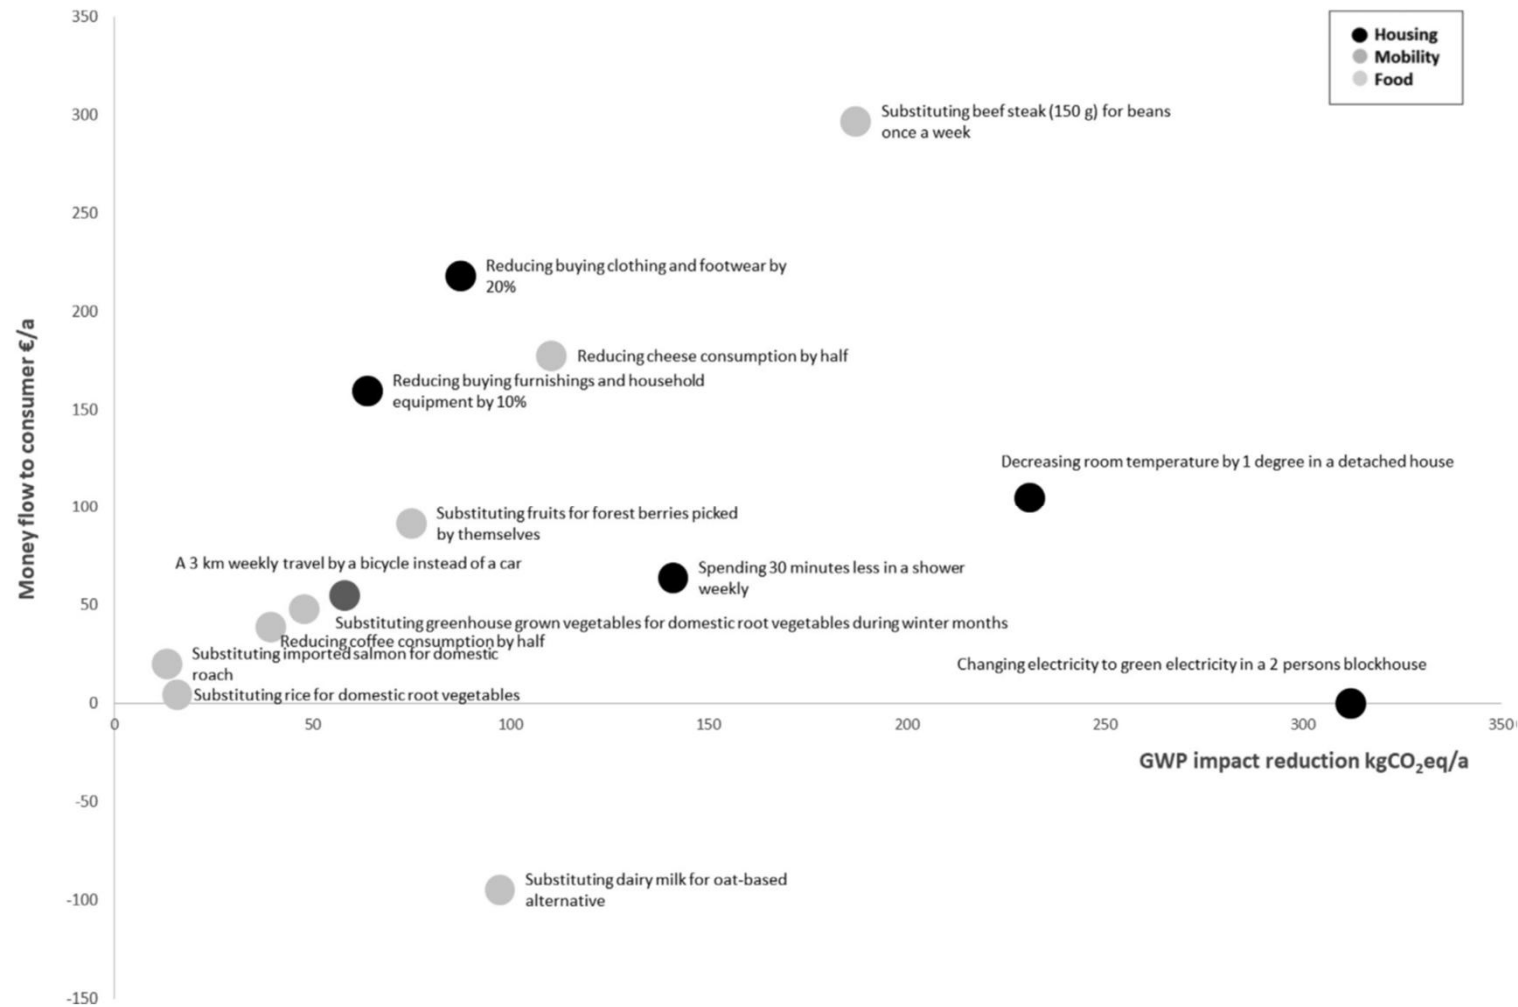 350
Housing
Mobility
Food
300
Substituting beef steak (150 g) for beans
once a week
250
Reducing buying clothing and footwear by
20%
200
Reducing cheese consumption by half
Reducing buying furnishings and household
equipment by 10%
150
Decreasing room temperature by 1 degree in a detached house
100
Substituting fruits for forest berries picked
by themselves
A 3 km weekly travel by a bicycle instead of a car
Spending 30 minutes less in a shower
weekly
50
Substituting greenhouse grown vegetables for domestic root vegetables during winter months
Reducing coffee consumption by half
Substituting imported salmon for domestic
roach
Changing electricity to green electricity in a 2 persons blockhouse
Substituting rice for domestic root vegetables
0
0 50 100 150 200 250 300 350
GWP impact reduction kgCO₂eq/a
Money flow to consumer €/a
-50
Substituting dairy milk for oat-based
alternative
-100
-150